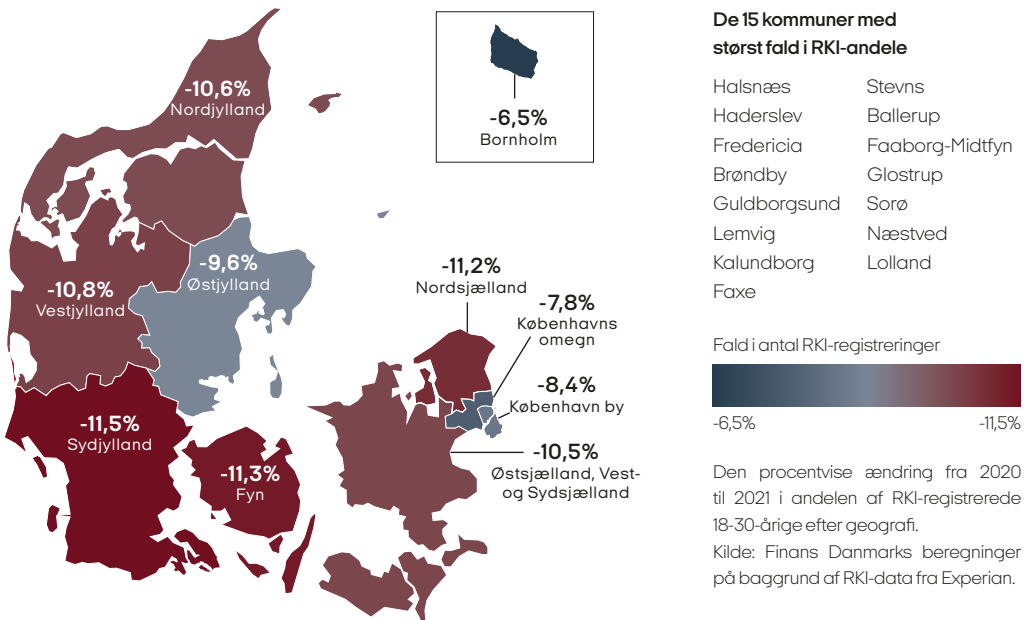 -10,6%
Nordjylland
-6,5%
Bornholm
-9,6%
Østjylland
-10,8%
Vestjylland
-11,2%
Nordsjælland
-7,8%
Københavns
omegn
-8,4%
København by
-10,5%
Østsjælland, Vest-
og Sydsjælland
-11,5%
Sydjylland
-11,3%
Fyn
De 15 kommuner med
størst fald i RKI-andele
Halsnæs
Haderslev
Fredericia
Brøndby
Guldborgsund
Lemvig
Kalundborg
Faxe
Stevns
Ballerup
Faaborg-Midtfyn
Glostrup
Sorø
Næstved
Lolland
Fald i antal RKI-registreringer
-6,5%
-11,5%
Den procentvise ændring fra 2020
til 2021 i andelen af RKI-registrerede
18-30-årige efter geografi.
Kilde: Finans Danmarks beregninger
på baggrund af RKI-data fra Experian.